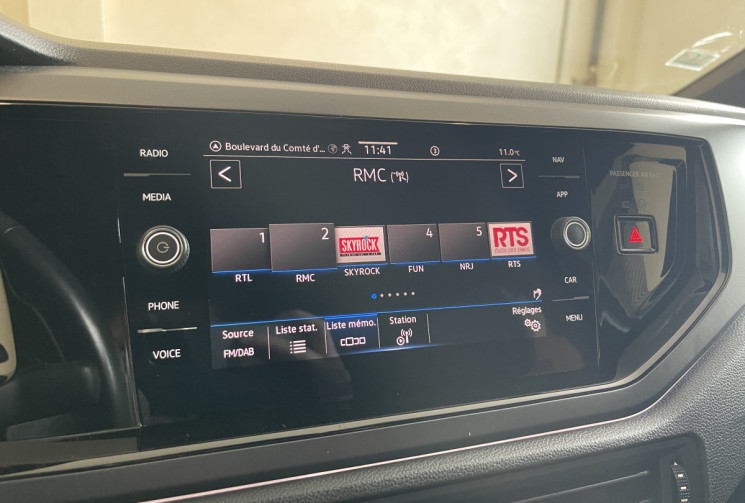 RADIO
MEDIA
PHONE
VOICE
Boulevard du Comté d'...
11:41
11.0°C
RMC
1
RTL
2
RMC
SKYROCK
SKYROCK
4
FUN
5
NRJ
RTS
RTS
Réglages
Source
FM/DAB
Liste stat.
Liste mémo.
Station
NAV
APP
CAR
MENU
PASSENGER AIR BAG